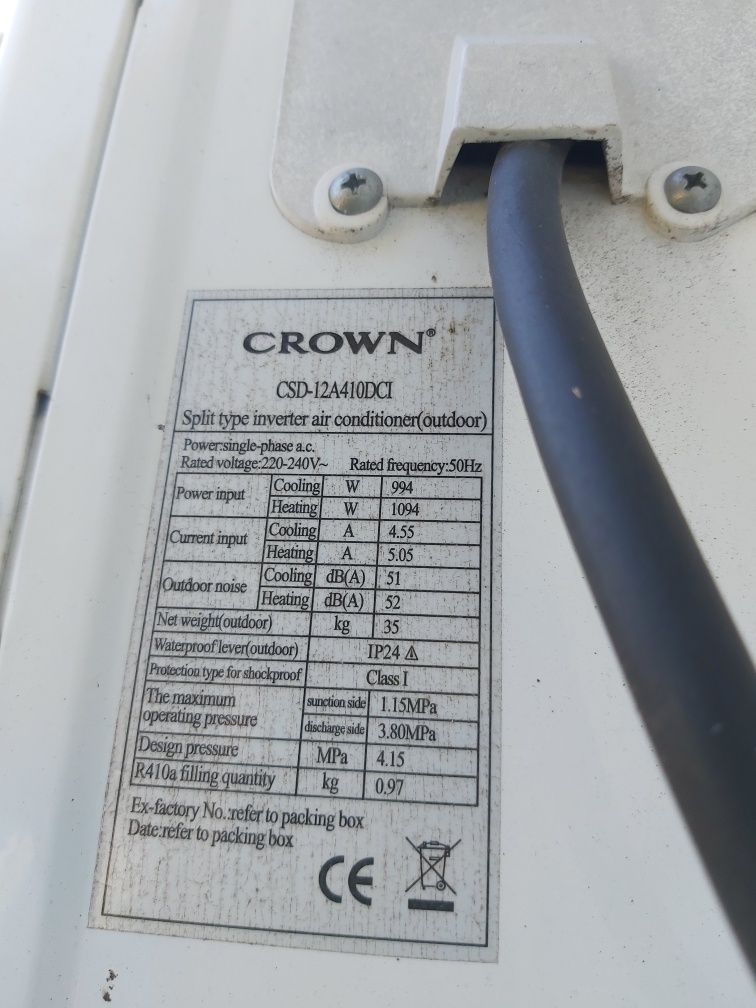 CROWN®
CSD-12A410DCI
Split type inverter air conditioner(outdoor)
Power:single-phase a.c.
Rated voltage:220-240V~ Rated frequency:50Hz
Power input Cooling W 994
Heating W 1094
Current input Cooling A 4.55
Heating A 5.05
Outdoor noise Cooling dB(A) 51
Heating dB(A) 52
Net weight(outdoor) kg 35
Waterproof lever(outdoor) IP24 ⚠
Protection type for shockproof Class I
The maximum operating pressure sunction side 1.15MPa
discharge side 3.80MPa
Design pressure MPa 4.15
R410a filling quantity kg 0.97
Ex-factory No.:refer to packing box
Date:refer to packing box
CE